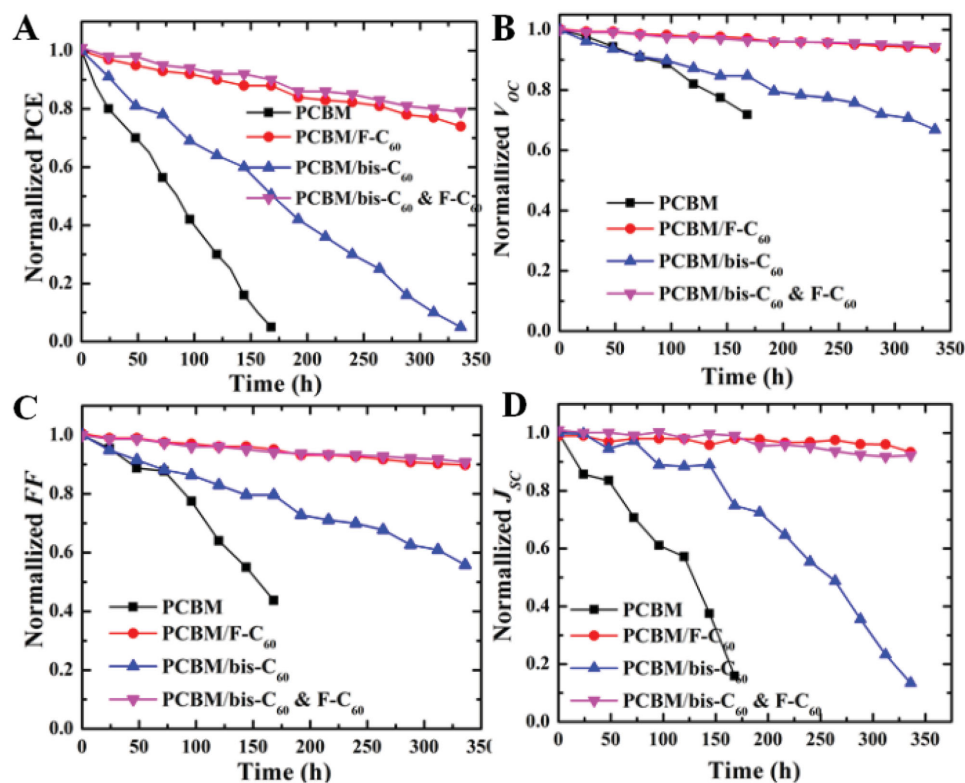 A
Normallized PCE
1.0
0.8
0.6
0.4
0.2
0.0
PCBM
PCBM/F-C60
PCBM/bis-C60
PCBM/bis-C60 & F-C60
0 50 100 150 200 250 300 350
Time (h)
B
Normallized VOC
1.0
0.8
0.6
0.4
0.2
0.0
PCBM
PCBM/F-C60
PCBM/bis-C60
PCBM/bis-C60 & F-C60
0 50 100 150 200 250 300 350
Time (h)
C
Normallized FF
1.0
0.8
0.6
0.4
0.2
0.0
PCBM
PCBM/F-C60
PCBM/bis-C60
PCBM/bis-C60 & F-C60
0 50 100 150 200 250 300 350
Time (h)
D
Normallized JSC
1.0
0.8
0.6
0.4
0.2
0.0
PCBM
PCBM/F-C60
PCBM/bis-C60
PCBM/bis-C60 & F-C60
0 50 100 150 200 250 300 350
Time (h)